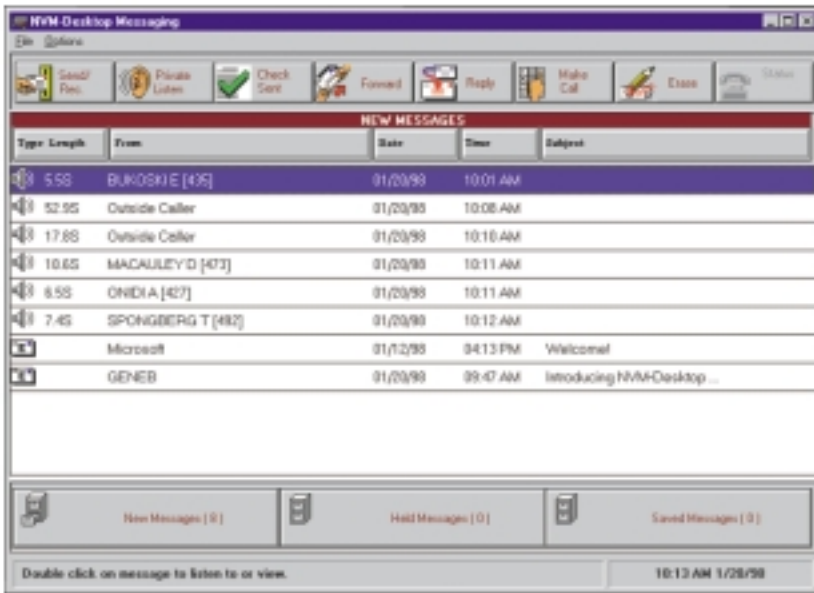 NVM-Desktop Messaging
File Options
Send/ Rec. Private Listen Check Sent Forward Reply Make Call Erase Status
NEW MESSAGES
Type Length From Date Time Subject
5.5S BUKOSKI E [435] 01/20/98 10:01 AM
52.9S Outside Caller 01/20/98 10:08 AM
17.8S Outside Caller 01/20/98 10:10 AM
10.6S MACAULEY D [473] 01/20/98 10:11 AM
6.5S ONIDI A [427] 01/20/98 10:11 AM
7.4S SPONGBERG T [492] 01/20/98 10:12 AM
Microsoft 01/12/98 04:13 PM Welcome!
GENEB 01/20/98 09:47 AM Introducing NVM-Desktop ...
New Messages [ 8 ] Held Messages [ 0 ] Saved Messages [ 0 ]
Double click on message to listen to or view. 10:13 AM 1/20/98